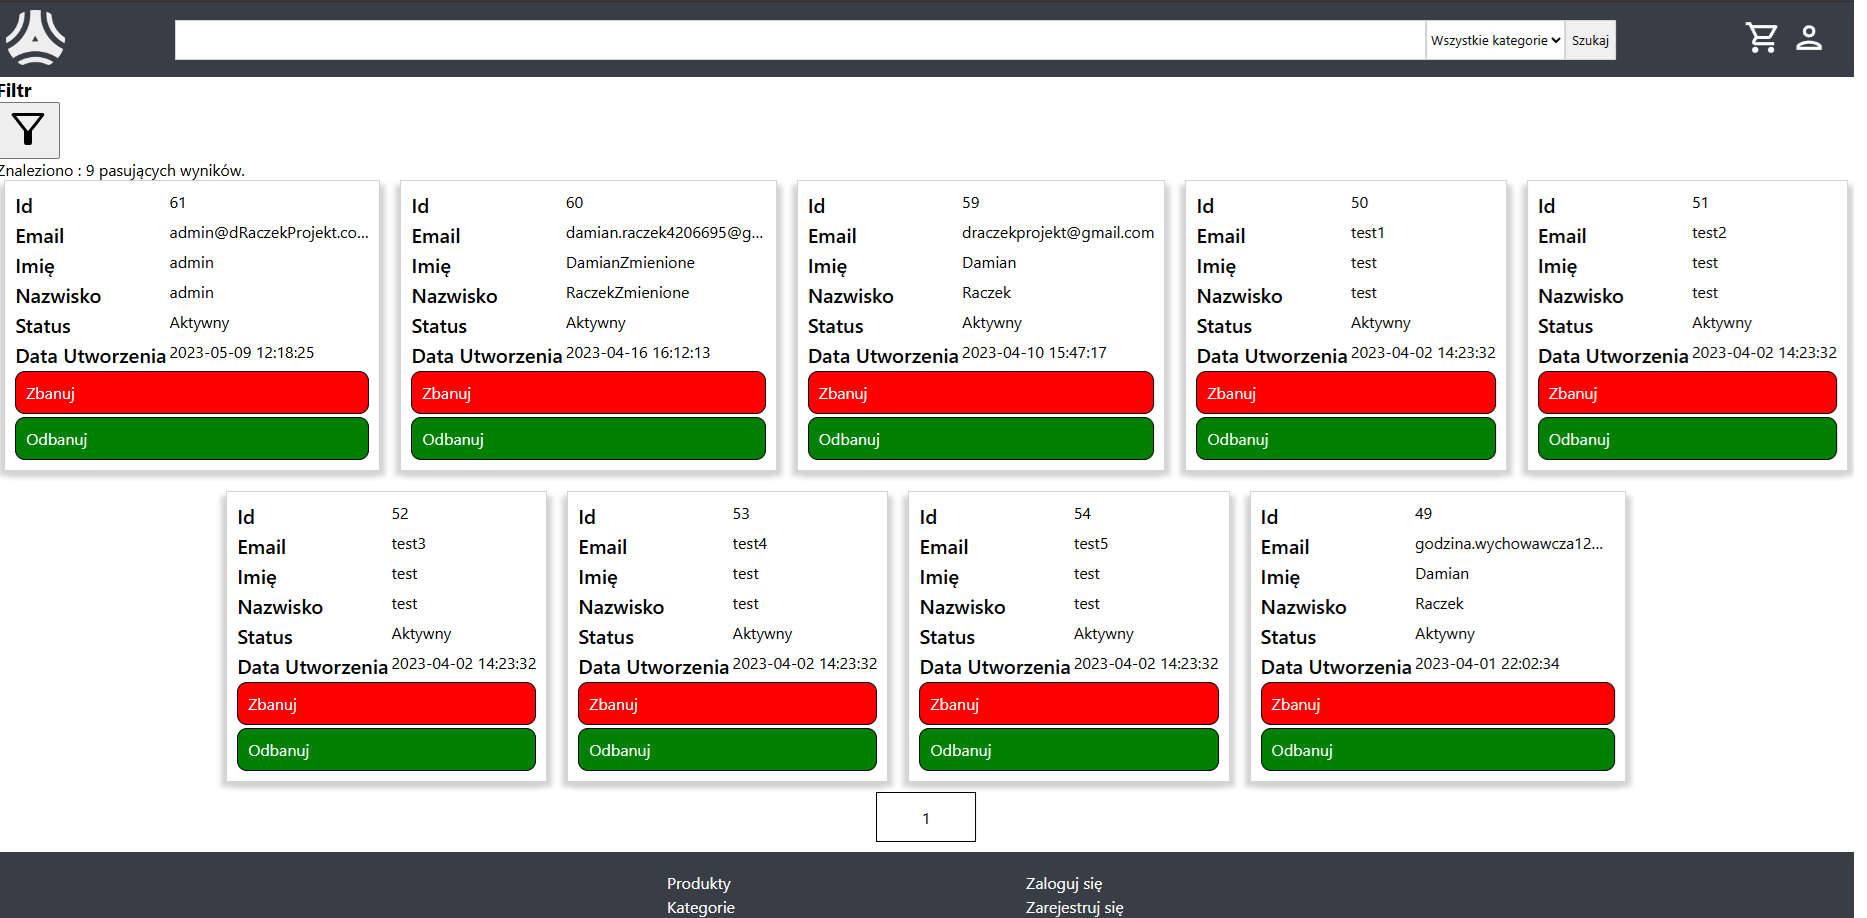 Wszystkie kategorie Szukaj
Filtr
Znaleziono : 9 pasujących wyników.
Id 61
Email admin@dRaczekProjekt.co...
Imię admin
Nazwisko admin
Status Aktywny
Data Utworzenia 2023-05-09 12:18:25
Zbanuj
Odbanuj
Id 60
Email damian.raczek4206695@g...
Imię DamianZmienione
Nazwisko RaczekZmienione
Status Aktywny
Data Utworzenia 2023-04-16 16:12:13
Zbanuj
Odbanuj
Id 59
Email draczekprojekt@gmail.com
Imię Damian
Nazwisko Raczek
Status Aktywny
Data Utworzenia 2023-04-10 15:47:17
Zbanuj
Odbanuj
Id 50
Email test1
Imię test
Nazwisko test
Status Aktywny
Data Utworzenia 2023-04-02 14:23:32
Zbanuj
Odbanuj
Id 51
Email test2
Imię test
Nazwisko test
Status Aktywny
Data Utworzenia 2023-04-02 14:23:32
Zbanuj
Odbanuj
Id 52
Email test3
Imię test
Nazwisko test
Status Aktywny
Data Utworzenia 2023-04-02 14:23:32
Zbanuj
Odbanuj
Id 53
Email test4
Imię test
Nazwisko test
Status Aktywny
Data Utworzenia 2023-04-02 14:23:32
Zbanuj
Odbanuj
Id 54
Email test5
Imię test
Nazwisko test
Status Aktywny
Data Utworzenia 2023-04-02 14:23:32
Zbanuj
Odbanuj
Id 49
Email godzina.wychowawcza12...
Imię Damian
Nazwisko Raczek
Status Aktywny
Data Utworzenia 2023-04-01 22:02:34
Zbanuj
Odbanuj
1
Produkty
Kategorie
Zaloguj się
Zarejestruj się